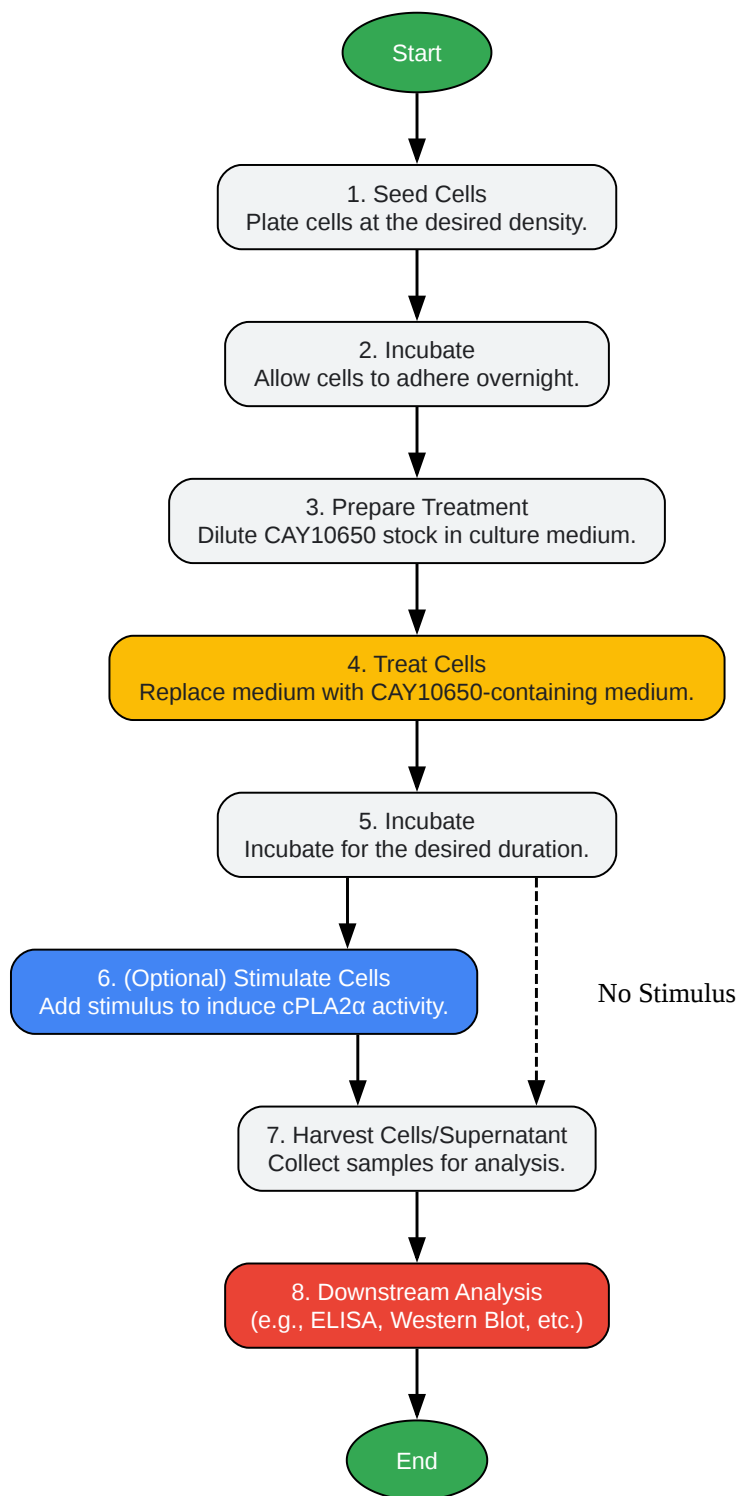 Start
1. Seed Cells
Plate cells at the desired density.
2. Incubate
Allow cells to adhere overnight.
3. Prepare Treatment
Dilute CAY10650 stock in culture medium.
4. Treat Cells
Replace medium with CAY10650-containing medium.
5. Incubate
Incubate for the desired duration.
6. (Optional) Stimulate Cells
Add stimulus to induce cPLA2α activity.
No Stimulus
7. Harvest Cells/Supernatant
Collect samples for analysis.
8. Downstream Analysis
(e.g., ELISA, Western Blot, etc.)
End